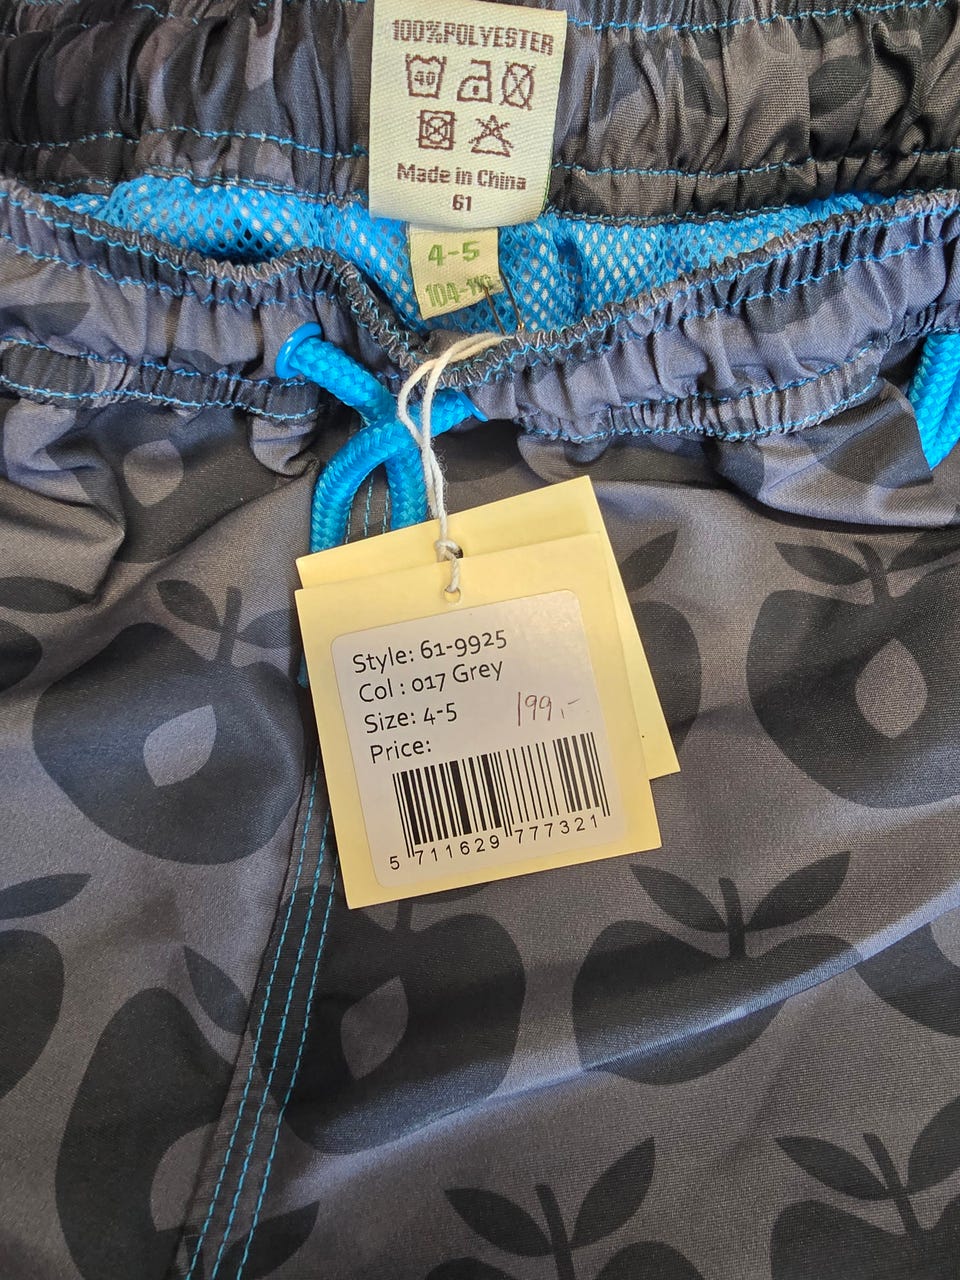 100%POLYESTER
40
Made in China
61
4-5
Style: 61-9925
Col : 017 Grey
Size: 4-5
199,-
Price:
5 711629 777321